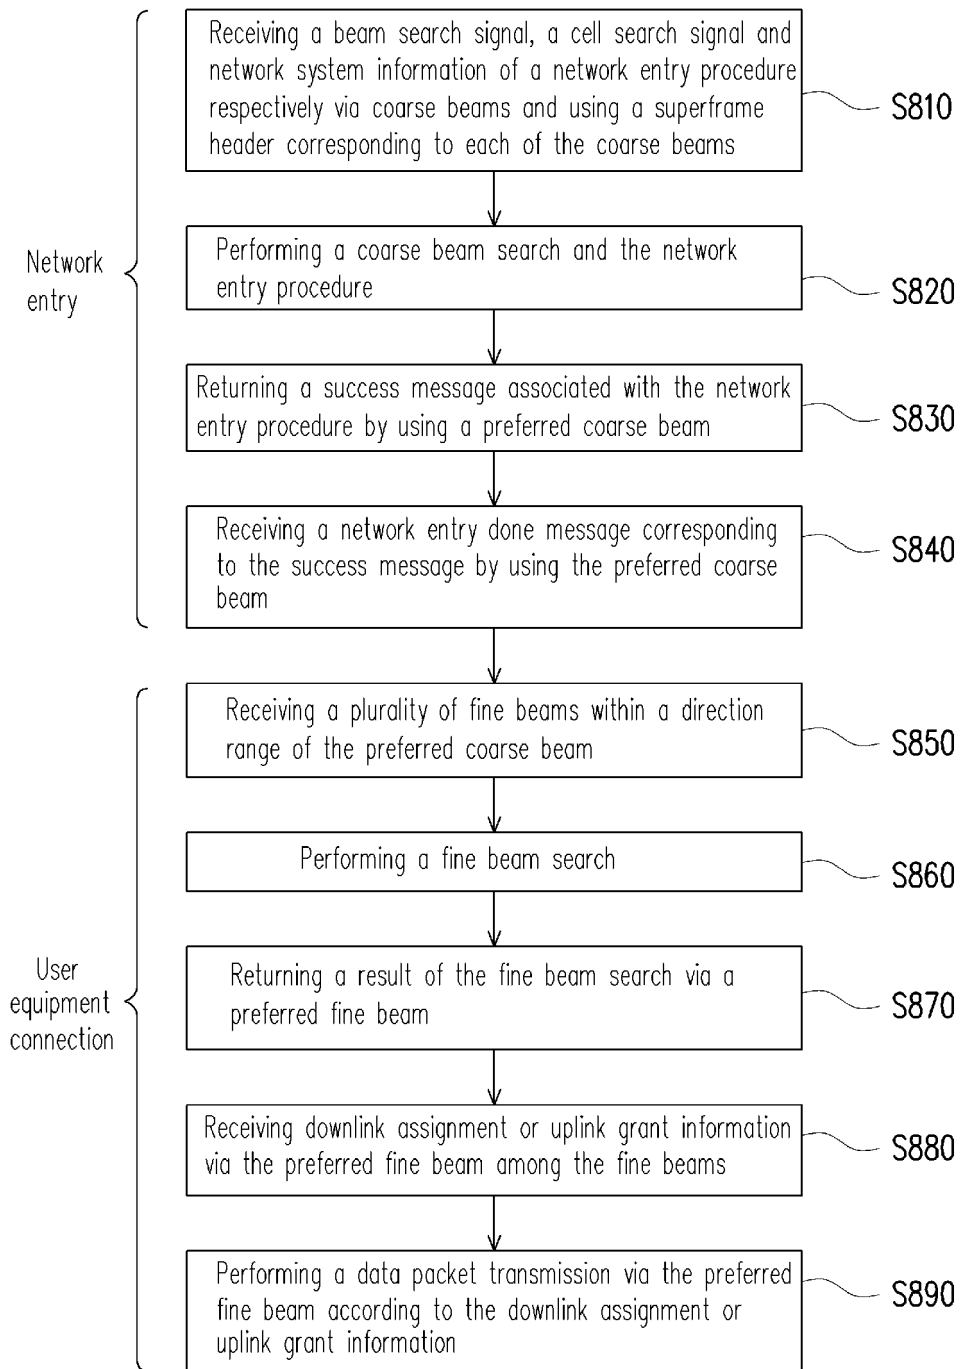 Receiving a beam search signal, a cell search signal and
network system information of a network entry procedure
respectively via coarse beams and using a superframe
header corresponding to each of the coarse beams
S810
Performing a coarse beam search and the network
entry procedure
S820
Network
entry
Returning a success message associated with the network
entry procedure by using a preferred coarse beam
S830
Receiving a network entry done message corresponding
to the success message by using the preferred coarse
beam
S840
Receiving a plurality of fine beams within a direction
range of the preferred coarse beam
S850
Performing a fine beam search
S860
User
equipment
connection
Returning a result of the fine beam search via a
preferred fine beam
S870
Receiving downlink assignment or uplink grant information
via the preferred fine beam among the fine beams
S880
Performing a data packet transmission via the preferred
fine beam according to the downlink assignment or
uplink grant information
S890